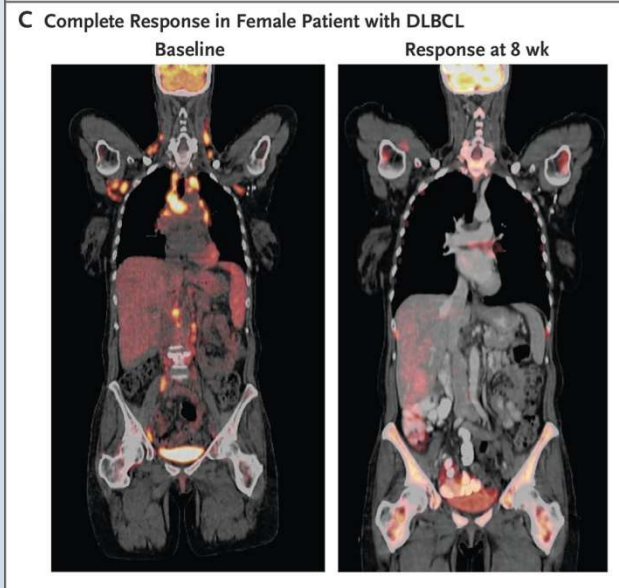 C Complete Response in Female Patient with DLBCL
Baseline
Response at 8 wk